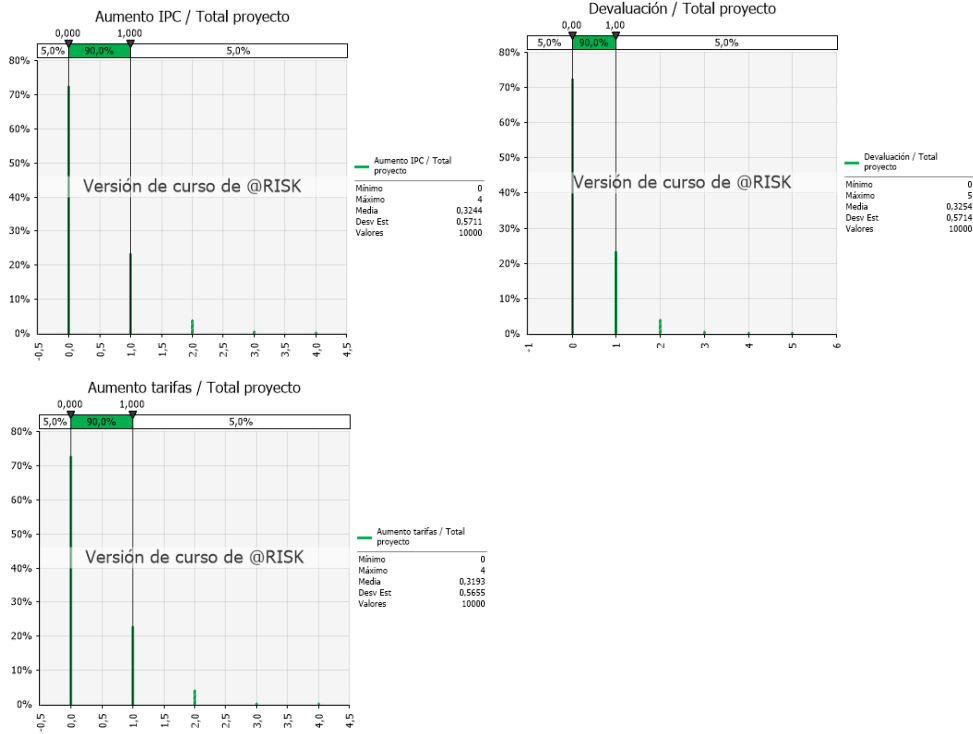 Aumento IPC / Total proyecto
0,000 1,000
5,0% 90,0% 5,0%
80%
70%
60%
50%
40%
30%
20%
10%
0%
-0,5 0,0 0,5 1,0 1,5 2,0 2,5 3,0 3,5 4,0 4,5
Versión de curso de @RISK
Aumento IPC / Total
proyecto
Mínimo 0
Máximo 4
Media 0,3244
Desv Est 0,5711
Valores 10000
Devaluación / Total proyecto
0,00 1,00
5,0% 90,0% 5,0%
80%
70%
60%
50%
40%
30%
20%
10%
0%
-1 0 1 2 3 4 5 6
Versión de curso de @RISK
Devaluación / Total
proyecto
Mínimo 0
Máximo 5
Media 0,3254
Desv Est 0,5714
Valores 10000
Aumento tarifas / Total proyecto
0,000 1,000
5,0% 90,0% 5,0%
80%
70%
60%
50%
40%
30%
20%
10%
0%
-0,5 0,0 0,5 1,0 1,5 2,0 2,5 3,0 3,5 4,0 4,5
Versión de curso de @RISK
Aumento tarifas / Total
proyecto
Mínimo 0
Máximo 4
Media 0,3193
Desv Est 0,5655
Valores 10000